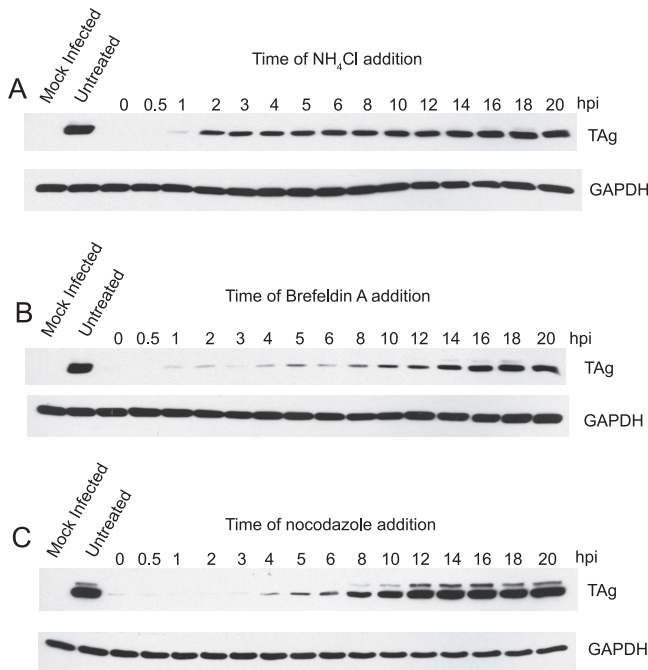 Mock Infected
Untreated
Time of NH₄Cl addition
A
0 0.5 1 2 3 4 5 6 8 10 12 14 16 18 20 hpi
TAg
GAPDH
Mock Infected
Untreated
Time of Brefeldin A addition
B
0 0.5 1 2 3 4 5 6 8 10 12 14 16 18 20 hpi
TAg
GAPDH
Mock Infected
Untreated
Time of nocodazole addition
C
0 0.5 1 2 3 4 5 6 8 10 12 14 16 18 20 hpi
TAg
GAPDH